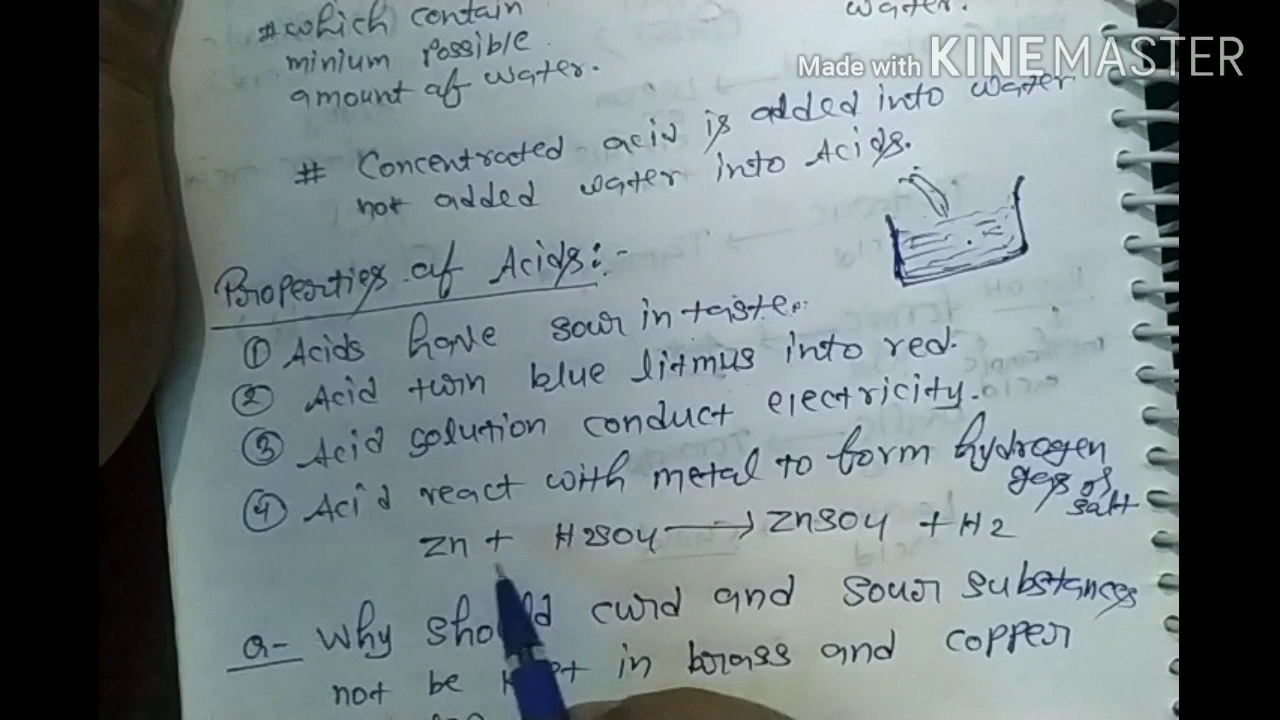 #which contain
water.
minium possible
amount of water.
Made with KINEMASTER
# Concentrated acid is added into water
not added water into Acids.
Properties of Acids:-
① Acids have sour in taste.
② Acid turn blue litmus into red.
③ Acid solution conduct electricity.
④ Acid react with metal to form hydrogen
gas of
salt
Zn + H2SO4 → ZnSO4 + H2
Q- Why should curd and sour substances
not be kept in brass and copper